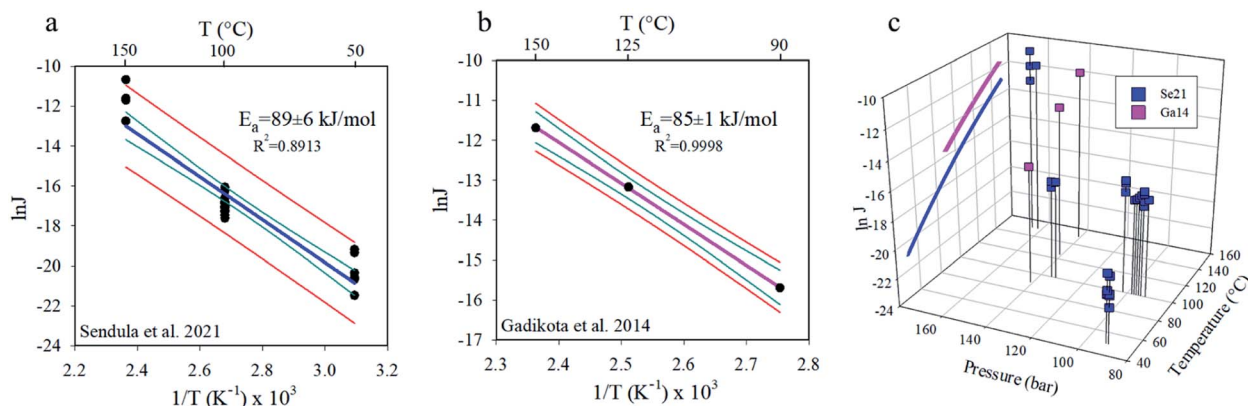 a
T (°C)
150
100
50
-10
-12
-14
-16
-18
-20
-22
-24
lnJ
Eₐ=89±6 kJ/mol
R²=0.8913
Sendula et al. 2021
2.2
2.4
2.6
2.8
3.0
3.2
1/T (K⁻¹) x 10³
b
T (°C)
150
125
90
-10
-11
-12
-13
-14
-15
-16
-17
lnJ
Eₐ=85±1 kJ/mol
R²=0.9998
Gadikota et al. 2014
2.3
2.4
2.5
2.6
2.7
2.8
1/T (K⁻¹) x 10³
c
Se21
Ga14
-10
-12
-14
-16
-18
-20
-22
-24
ln J
160
140
120
100
80
Pressure (bar)
40
60
80
100
120
140
160
Temperature (°C)